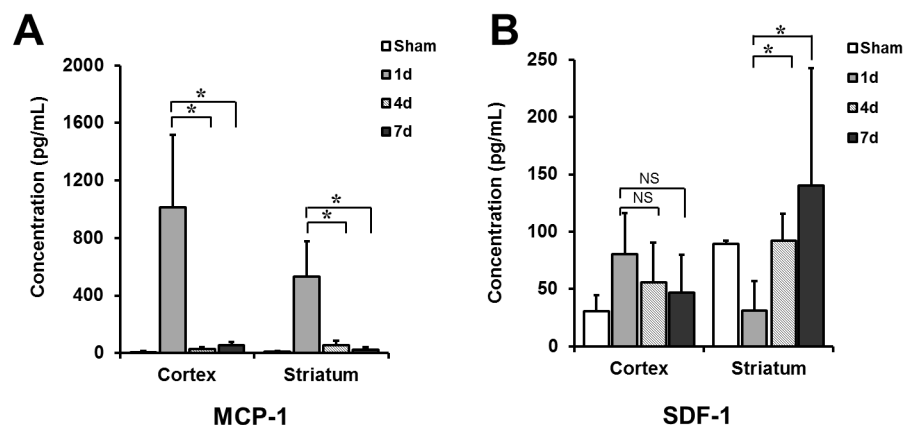 A
Concentration (pg/mL)
2000
1600
1200
800
400
0
Sham
1d
4d
7d
*
*
*
*
Cortex
Striatum
MCP-1
B
Concentration (pg/mL)
250
200
150
100
50
0
Sham
1d
4d
7d
*
*
NS
NS
Cortex
Striatum
SDF-1